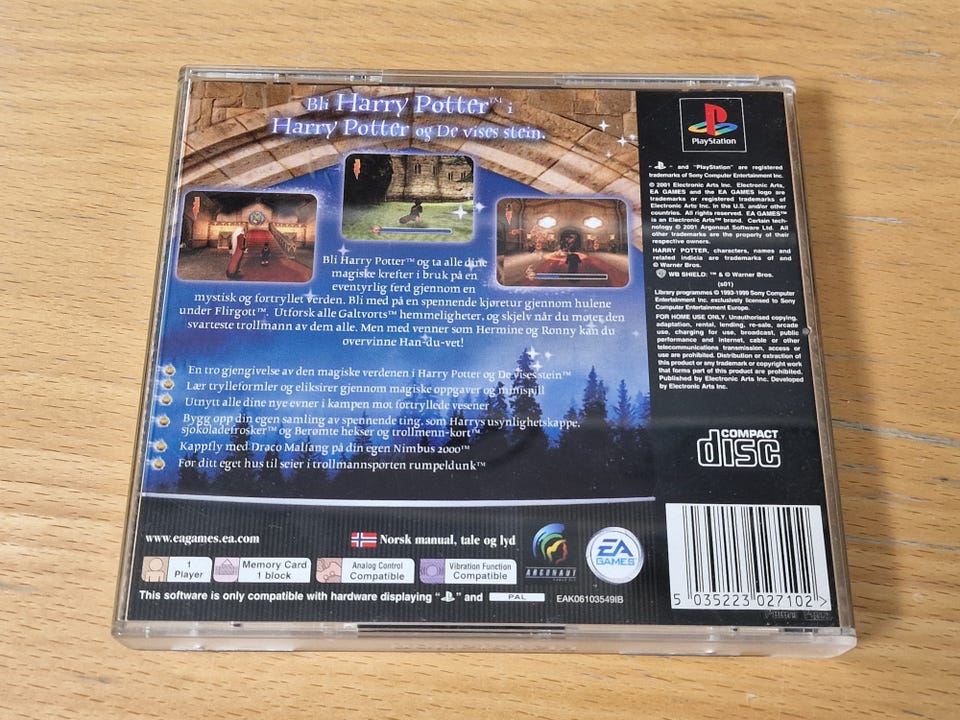 Bli Harry Potter™ i
Harry Potter og De vises stein.
Bli Harry Potter™ og ta alle dine
magiske krefter i bruk på en
eventyrlig ferd gjennom en
mystisk og fortryllet verden. Bli med på en spennende kjøretur gjennom hulene
under Flirgott™. Utforsk alle Galtvorts™ hemmeligheter, og skjelv når du møter den
svarteste trollmann av dem alle. Men med venner som Hermine og Ronny kan du
overvinne Han-du-vet!
En tro gjengivelse av den magiske verdenen i Harry Potter og De vises stein™
Lær trylleformler og eliksirer gjennom magiske oppgaver og minispill
Utnytt alle dine nye evner i kampen mot fortryllede vesener
Bygg opp din egen samling av spennende ting, som Harrys usynlighetskappe,
sjokoladefrosker™ og Berømte hekser og trollmenn-kort™
Kappfly med Draco Malfang på din egen Nimbus 2000™
Før ditt eget hus til seier i trollmannsporten rumpeldunk™
www.eagames.ea.com
Norsk manual, tale og lyd
1
Player
Memory Card
1 block
Analog Control
Compatible
Vibration Function
Compatible
This software is only compatible with hardware displaying " " and
PAL
EAK06103549IB
ARGONAUT
EA
GAMES
PlayStation
" " and "PlayStation" are registered
trademarks of Sony Computer Entertainment Inc.
© 2001 Electronic Arts Inc. Electronic Arts,
EA GAMES and the EA GAMES logo are
trademarks or registered trademarks of
Electronic Arts Inc. in the U.S. and/or other
countries. All rights reserved. EA GAMES™
is an Electronic Arts™ brand. Certain tech-
nology © 2001 Argonaut Software Ltd. All
other trademarks are the property of their
respective owners.
HARRY POTTER, characters, names and
related indicia are trademarks of and
© Warner Bros.
WB SHIELD: ™ & © Warner Bros.
(s01)
Library programmes © 1993-1999 Sony Computer
Entertainment Inc. exclusively licensed to Sony
Computer Entertainment Europe.
FOR HOME USE ONLY. Unauthorised copying,
adaptation, rental, lending, re-sale, arcade
use, charging for use, broadcast, public
performance and internet, cable or other
telecommunications transmission, access or
use are prohibited. Distribution or extraction of
this product or any trademark or copyright work
that forms part of this product are prohibited.
Published by Electronic Arts Inc. Developed
by Electronic Arts Inc.
COMPACT
disc
5 035223 027102 >